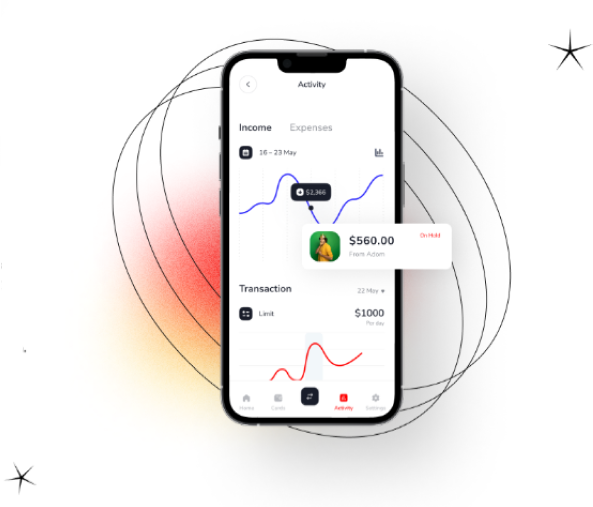 Activity
Income Expenses
16 - 23 May
$2,366
$560.00
On Hold
From Azam
Transaction
22 May
Limit
$1000
Per day
Home Cards Activity Settings